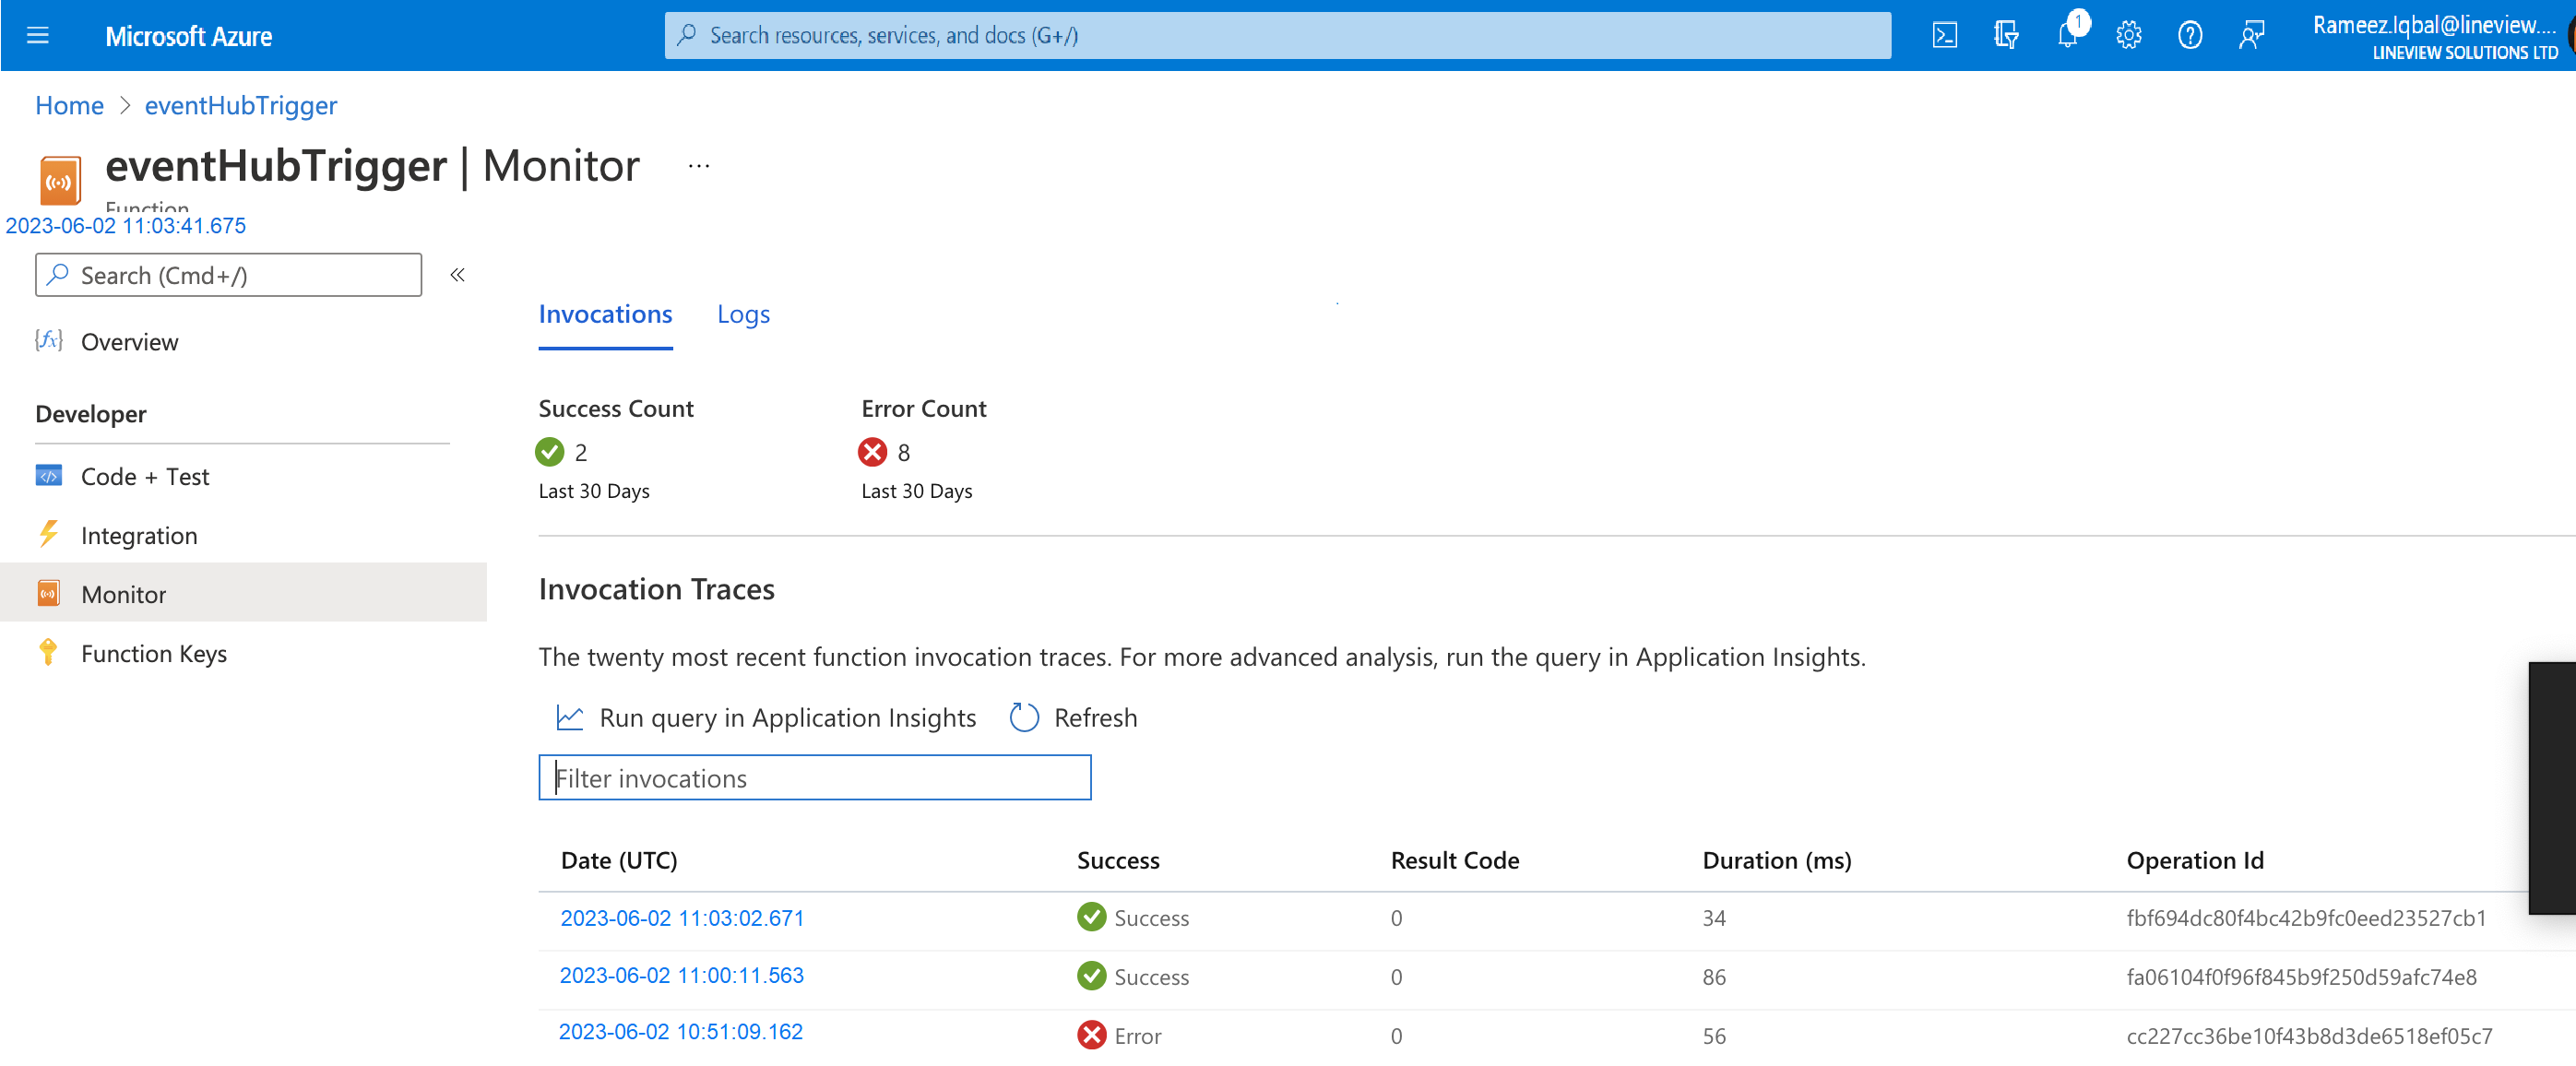 Microsoft Azure
Search resources, services, and docs (G+/)
1
Rameez.Iqbal@lineview....
LINEVIEW SOLUTIONS LTD
Home > eventHubTrigger
eventHubTrigger | Monitor ...
Function
2023-06-02 11:03:41.675
Search (Cmd+/)
«
Overview
Developer
Code + Test
Integration
Monitor
Function Keys
Invocations Logs
Success Count Error Count
2 8
Last 30 Days Last 30 Days
Invocation Traces
The twenty most recent function invocation traces. For more advanced analysis, run the query in Application Insights.
Run query in Application Insights Refresh
Filter invocations
Date (UTC) Success Result Code Duration (ms) Operation Id
2023-06-02 11:03:02.671 Success 0 34 fbf694dc80f4bc42b9fc0eed23527cb1
2023-06-02 11:00:11.563 Success 0 86 fa06104f0f96f845b9f250d59afc74e8
2023-06-02 10:51:09.162 Error 0 56 cc227cc36be10f43b8d3de6518ef05c7